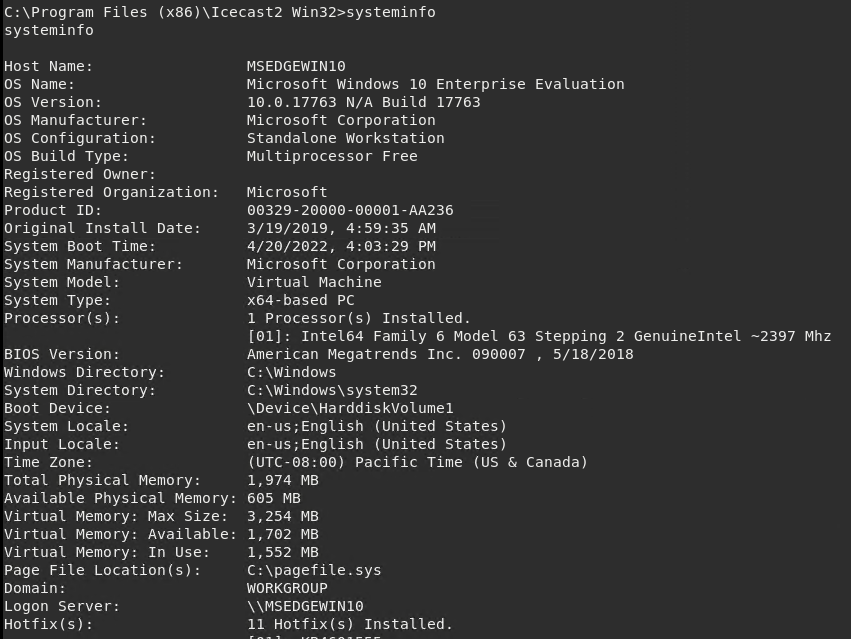 C:\Program Files (x86)\Icecast2 Win32>systeminfo
systeminfo
Host Name:                 MSEDGEWIN10
OS Name:                   Microsoft Windows 10 Enterprise Evaluation
OS Version:                10.0.17763 N/A Build 17763
OS Manufacturer:           Microsoft Corporation
OS Configuration:          Standalone Workstation
OS Build Type:             Multiprocessor Free
Registered Owner:
Registered Organization:   Microsoft
Product ID:                00329-20000-00001-AA236
Original Install Date:     3/19/2019, 4:59:35 AM
System Boot Time:          4/20/2022, 4:03:29 PM
System Manufacturer:       Microsoft Corporation
System Model:              Virtual Machine
System Type:               x64-based PC
Processor(s):              1 Processor(s) Installed.
                           [01]: Intel64 Family 6 Model 63 Stepping 2 GenuineIntel ~2397 Mhz
BIOS Version:              American Megatrends Inc. 090007 , 5/18/2018
Windows Directory:         C:\Windows
System Directory:          C:\Windows\system32
Boot Device:               \Device\HarddiskVolume1
System Locale:             en-us;English (United States)
Input Locale:              en-us;English (United States)
Time Zone:                 (UTC-08:00) Pacific Time (US & Canada)
Total Physical Memory:     1,974 MB
Available Physical Memory: 605 MB
Virtual Memory: Max Size:  3,254 MB
Virtual Memory: Available: 1,702 MB
Virtual Memory: In Use:    1,552 MB
Page File Location(s):     C:\pagefile.sys
Domain:                    WORKGROUP
Logon Server:              \\MSEDGEWIN10
Hotfix(s):                 11 Hotfix(s) Installed.